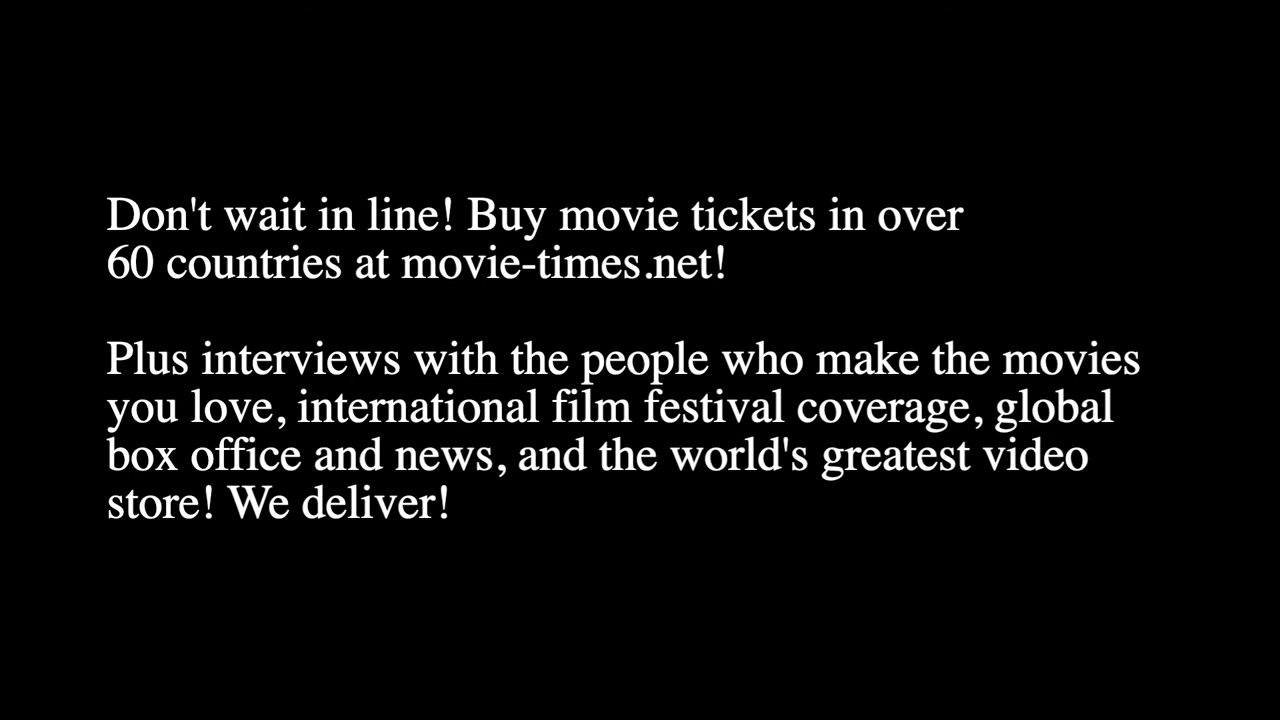 Don't wait in line! Buy movie tickets in over
60 countries at movie-times.net!
Plus interviews with the people who make the movies
you love, international film festival coverage, global
box office and news, and the world's greatest video
store! We deliver!